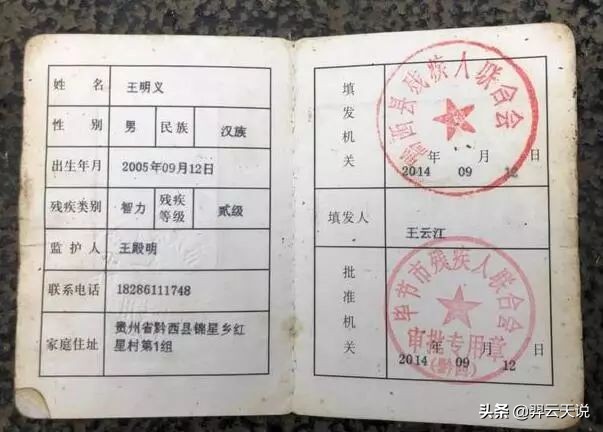 姓 名 王明义
性 别 男 民族 汉族
出生年月 2005年09月12日
残疾类别 智力 残疾等级 贰级
监护人 王殿明
联系电话 18286111748
家庭住址 贵州省黔西县锦星乡红
星村第1组
填发机关
黔西县残疾人联合会
年 月 日
2014 09 12
填发人 王云江
批准机关
毕节市残疾人联合会
审批专用章
(黔西)
年 月 日
2014 09 12
头条 @羿云天说